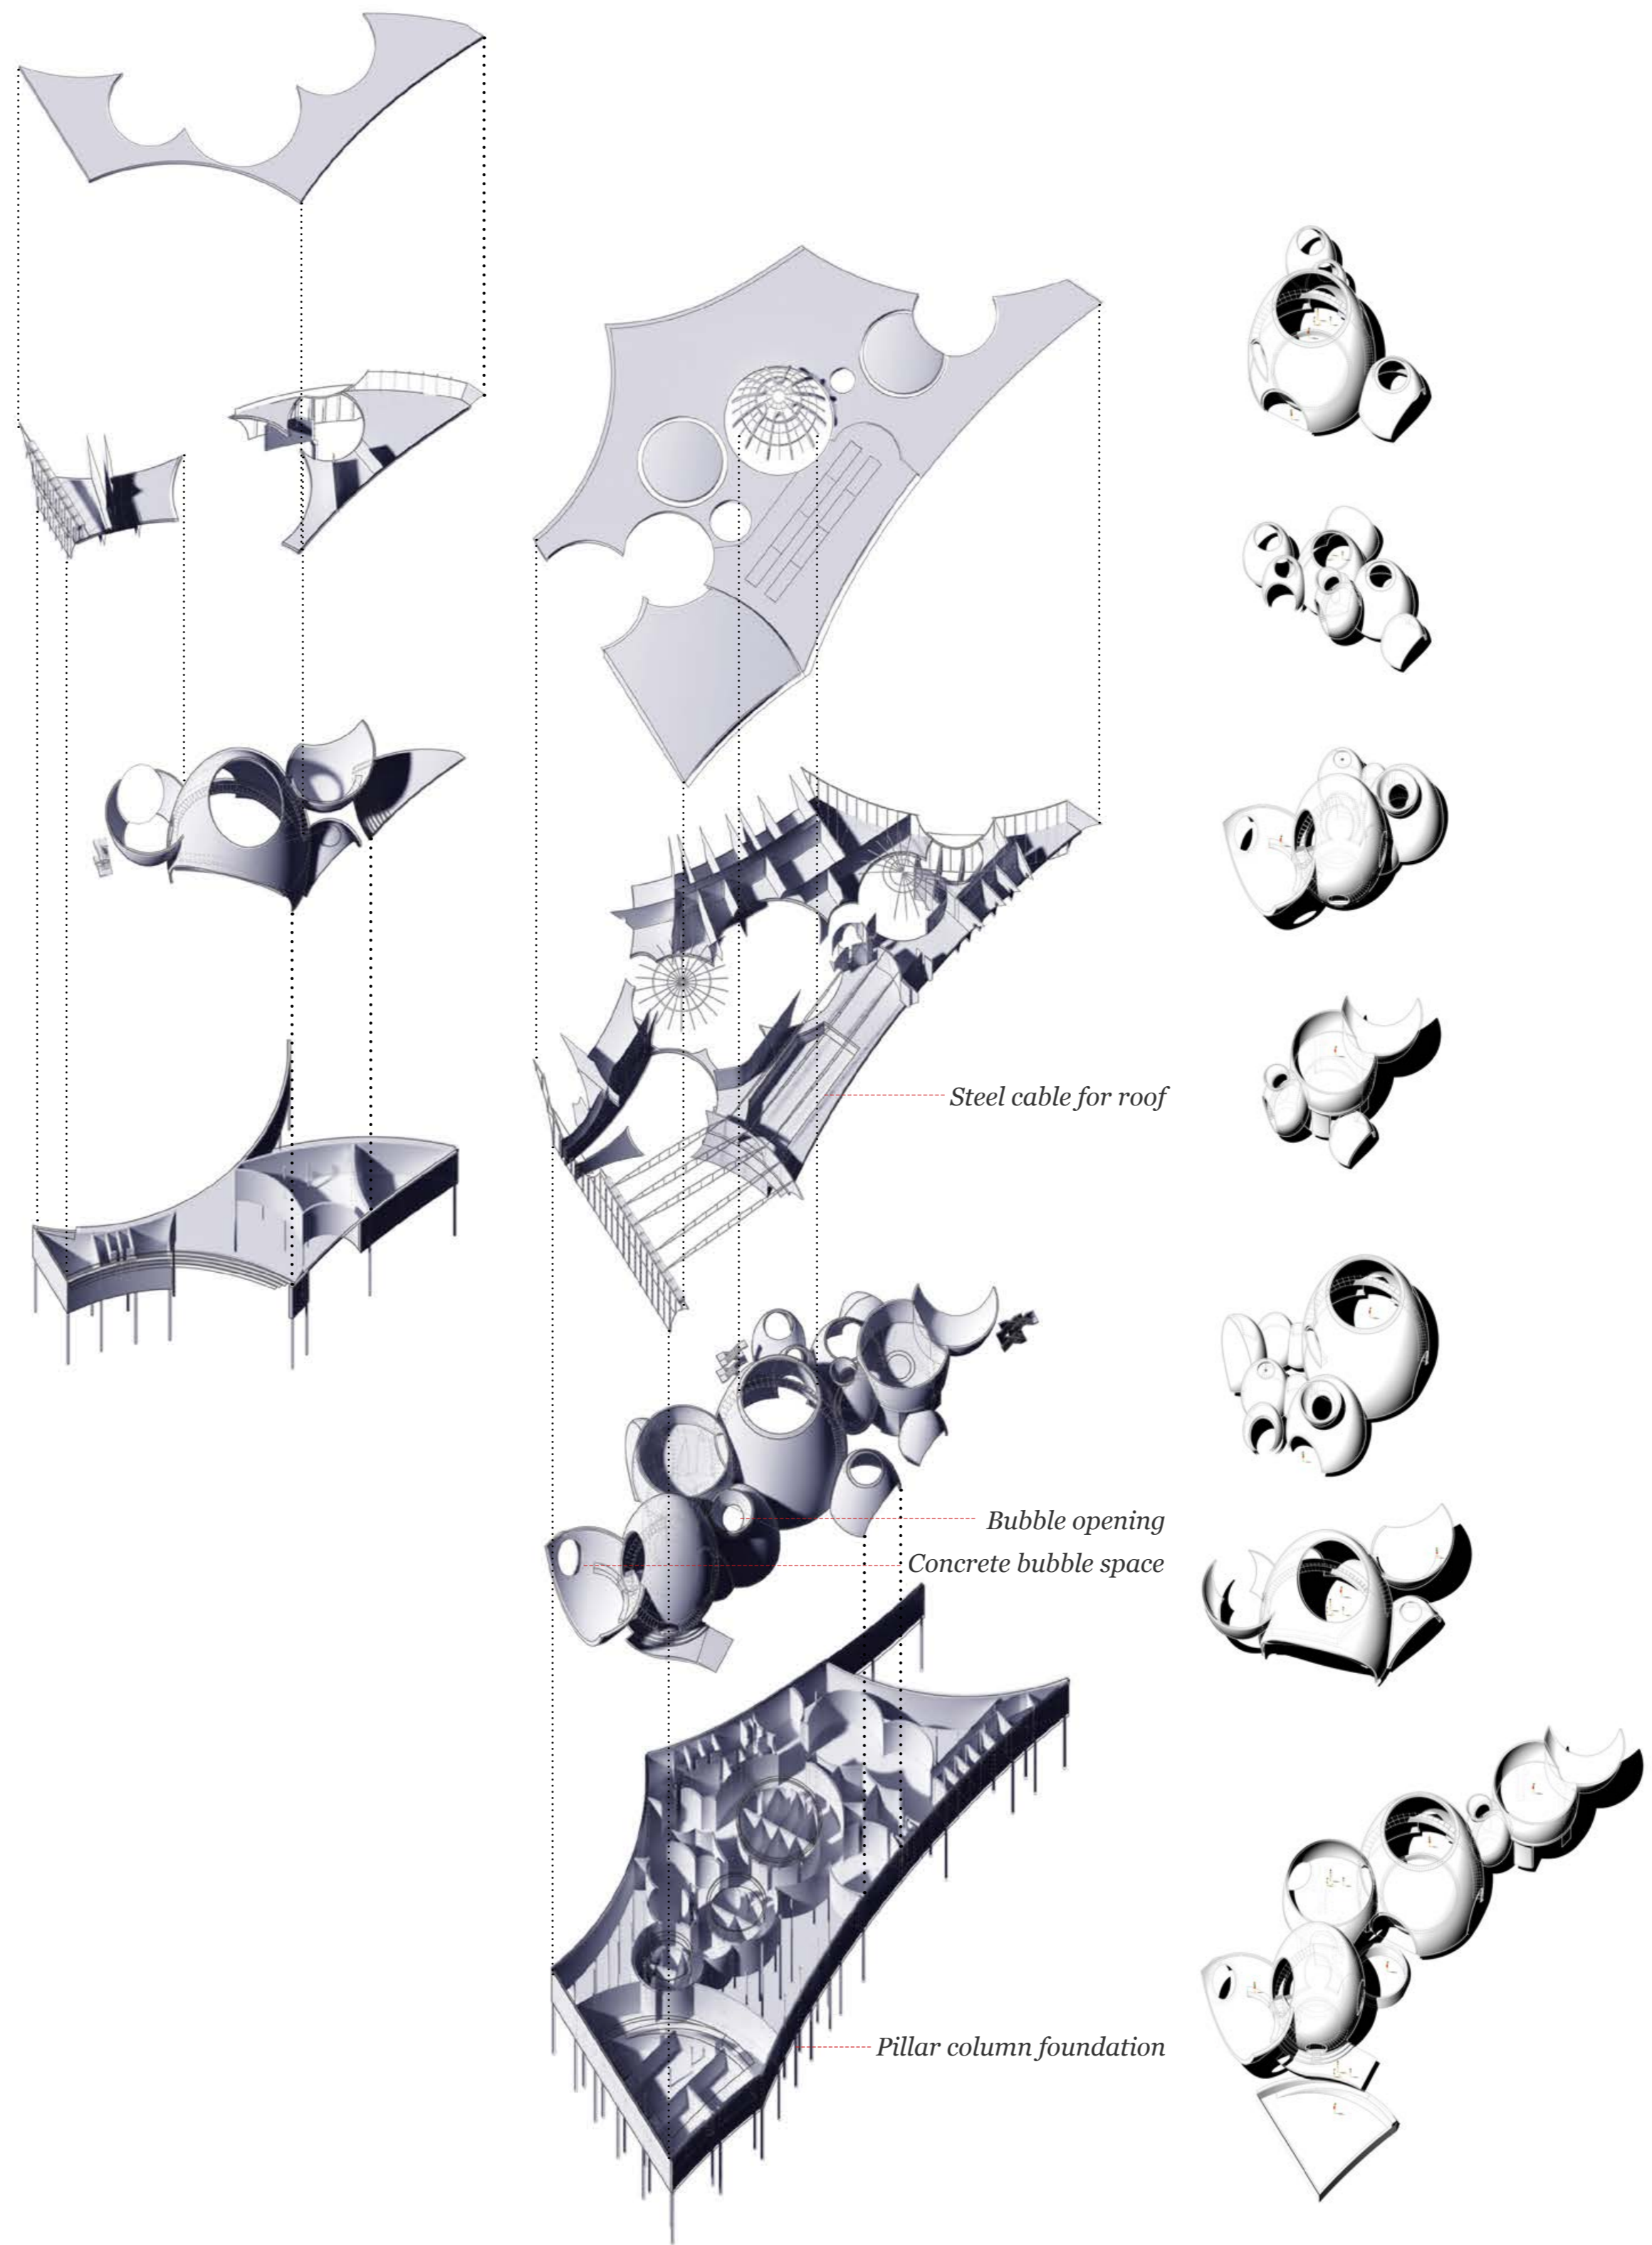 Steel cable for roof
Bubble opening
Concrete bubble space
Pillar column foundation